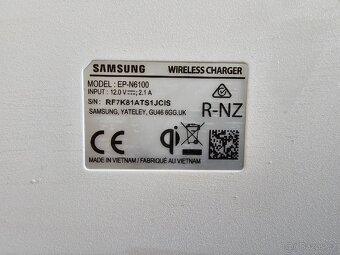 SAMSUNG WIRELESS CHARGER
MODEL : EP-N6100
INPUT : 12.0 V ⎓ 2.1 A
S/N : RF7K81ATS1JCIS
SAMSUNG, YATELEY, GU46 6GG.UK
R-NZ
CE
qi
MADE IN VIETNAM / FABRIQUÉ AU VIETNAM